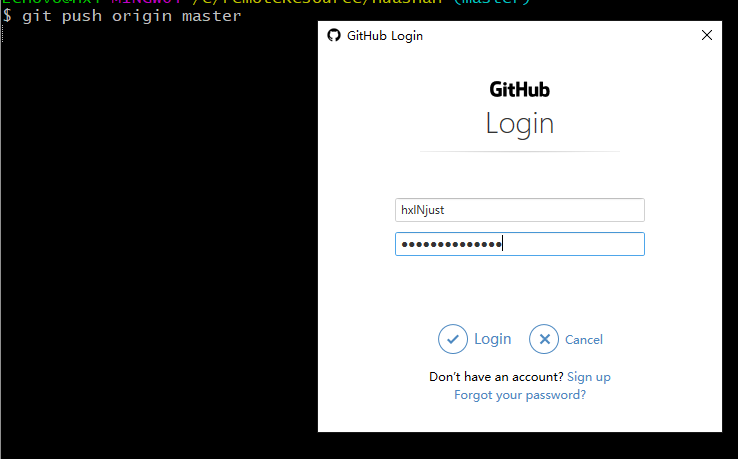 $ git push origin master
GitHub Login
GitHub
Login
hxlNjust
●●●●●●●●●●●●●●
Login Cancel
Don't have an account? Sign up
Forgot your password?